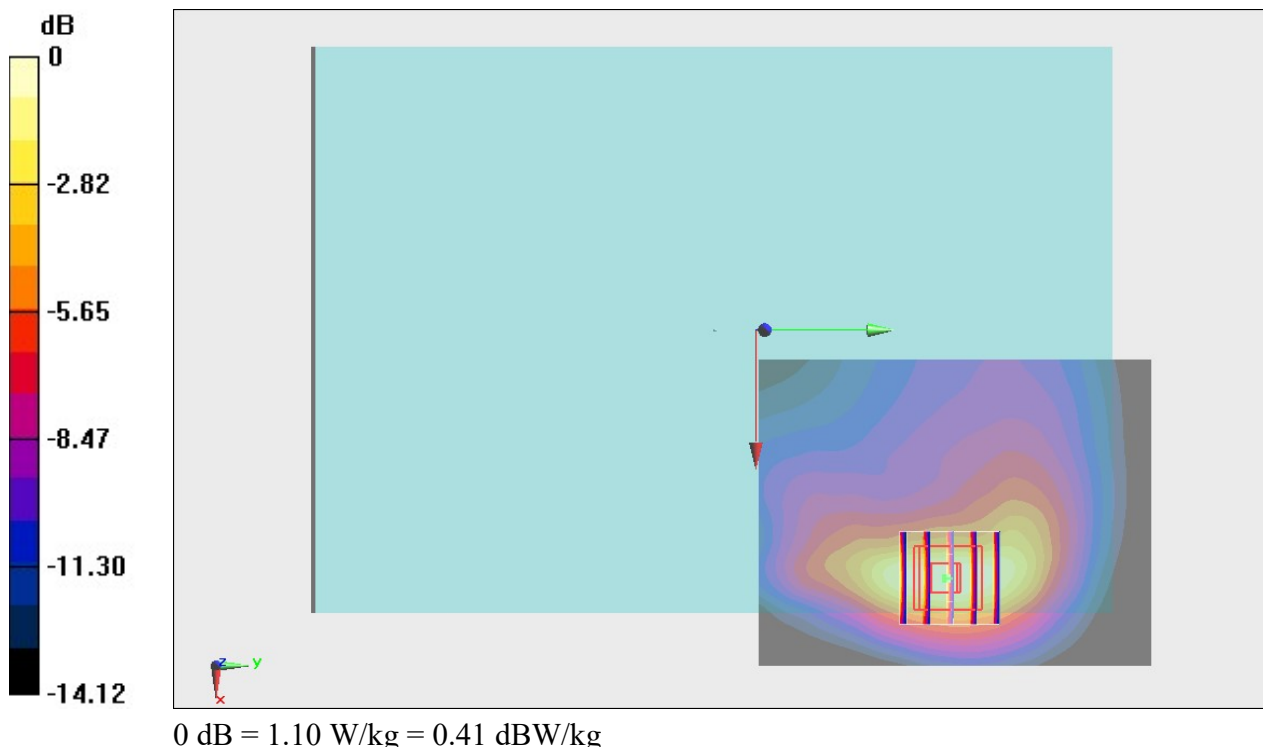 dB
0
-2.82
-5.65
-8.47
-11.30
-14.12
z
y
x
0 dB = 1.10 W/kg = 0.41 dBW/kg